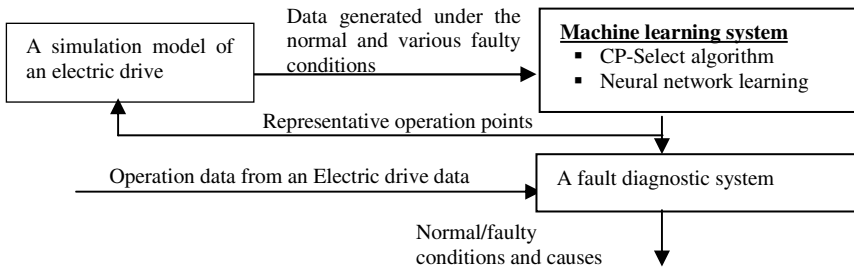 A simulation model of
an electric drive
Data generated under the
normal and various faulty
conditions
Machine learning system
▪ CP-Select algorithm
▪ Neural network learning
Representative operation points
Operation data from an Electric drive data
A fault diagnostic system
Normal/faulty
conditions and causes